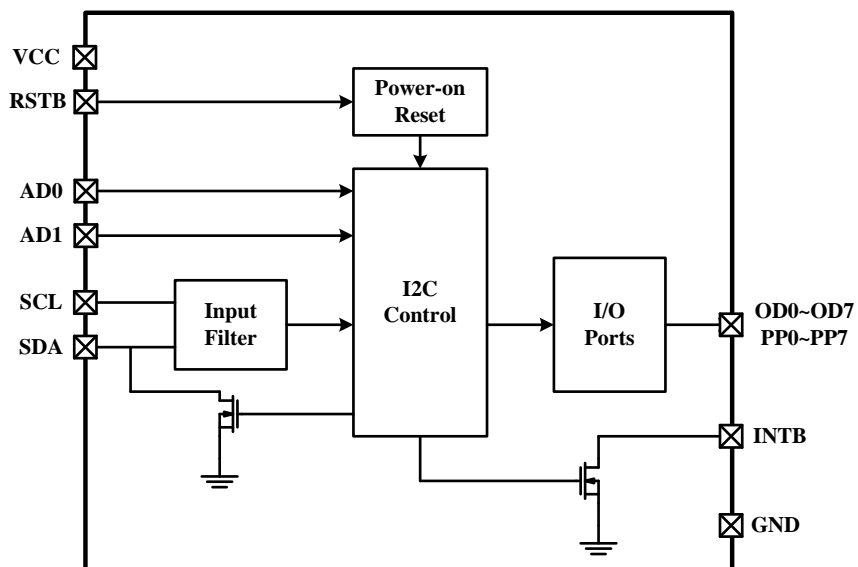 VCC
RSTB
Power-on
Reset
AD0
AD1
SCL
SDA
Input
Filter
I2C
Control
I/O
Ports
OD0~OD7
PP0~PP7
INTB
GND